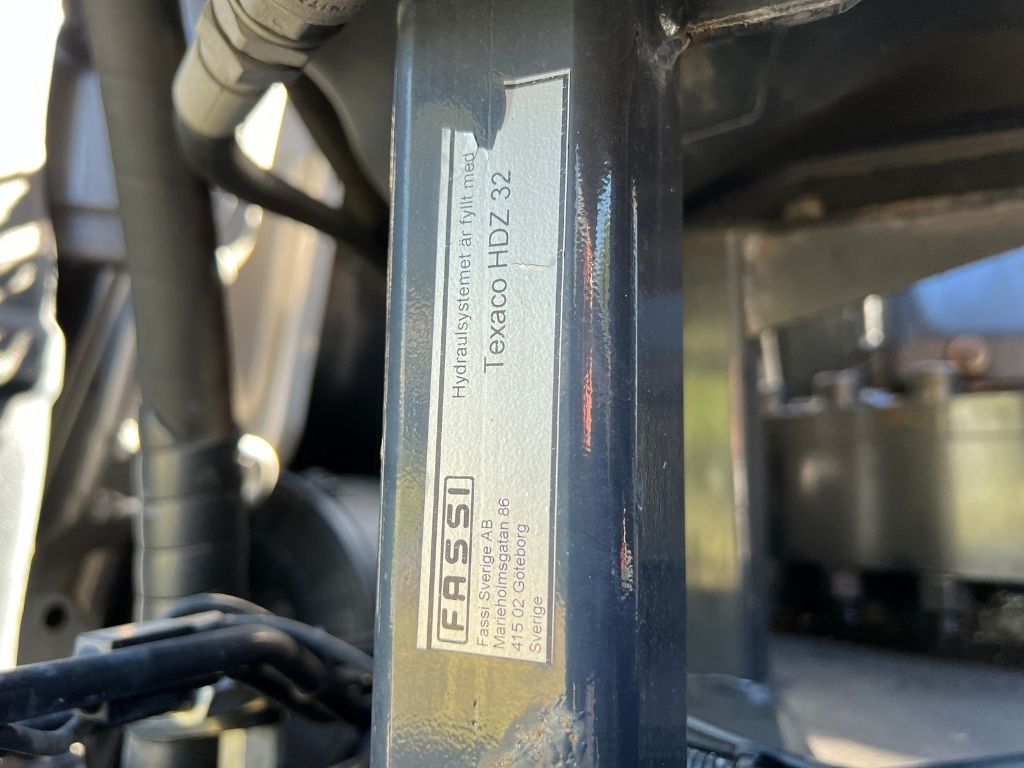 FASSI
Fassi Sverige AB
Marieholmsgatan 86
415 02 Göteborg
Sverige
Hydraulsystemet är fyllt med
Texaco HDZ 32